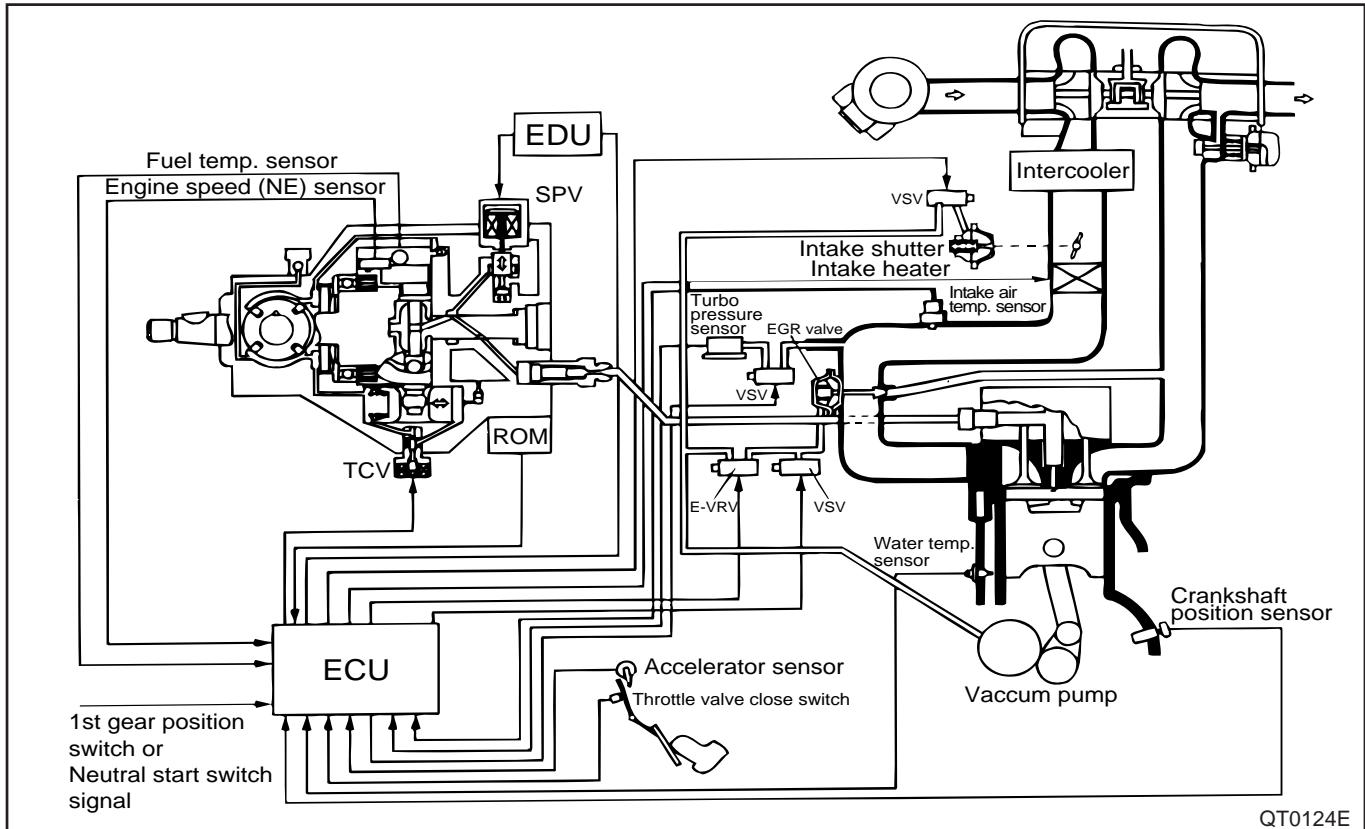 EDU
Fuel temp. sensor
Engine speed (NE) sensor
SPV
Intercooler
VSV
Intake shutter
Intake heater
Intake air
temp. sensor
Turbo
pressure
sensor
EGR valve
VSV
ROM
TCV
E-VRV
VSV
Water temp.
sensor
Crankshaft
position sensor
ECU
Accelerator sensor
Throttle valve close switch
Vaccum pump
1st gear position
switch or
Neutral start switch
signal
QT0124E